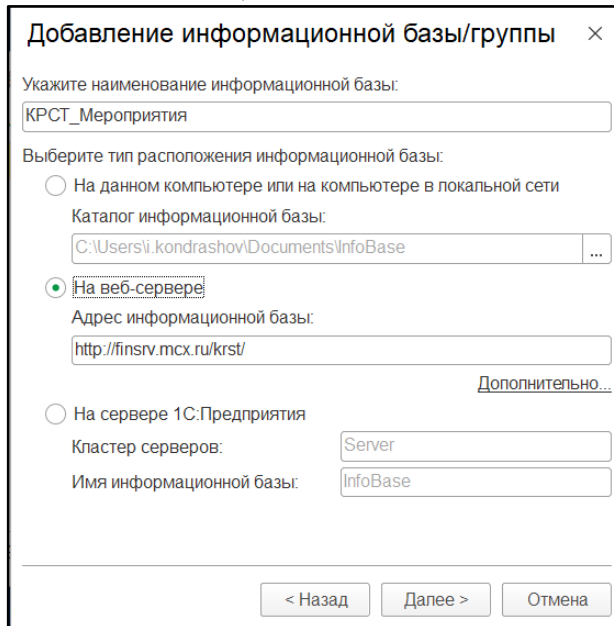 Добавление информационной базы/группы ×
Укажите наименование информационной базы:
КРСТ_Мероприятия
Выберите тип расположения информационной базы:
На данном компьютере или на компьютере в локальной сети
Каталог информационной базы:
C:\Users\i.kondrashov\Documents\InfoBase ...
На веб-сервере
Адрес информационной базы:
http://finsrv.mcx.ru/krst/
Дополнительно...
На сервере 1С:Предприятия
Кластер серверов: Server
Имя информационной базы: InfoBase
< Назад Далее > Отмена